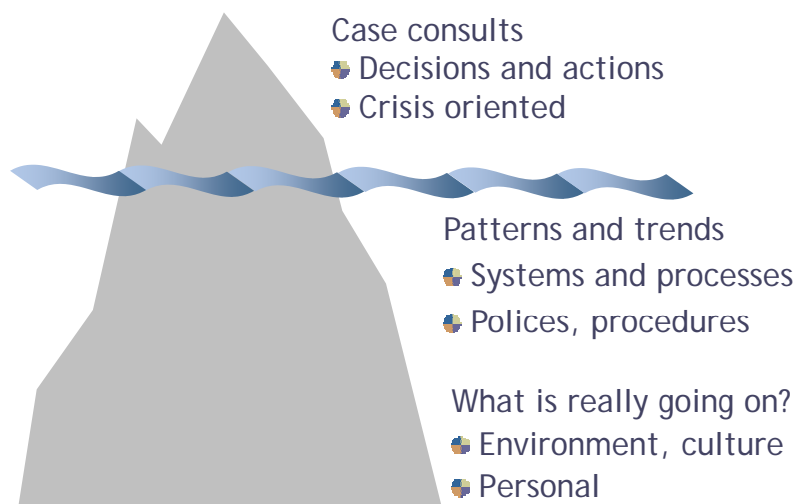 Case consults
Decisions and actions
Crisis oriented
Patterns and trends
Systems and processes
Polices, procedures
What is really going on?
Environment, culture
Personal